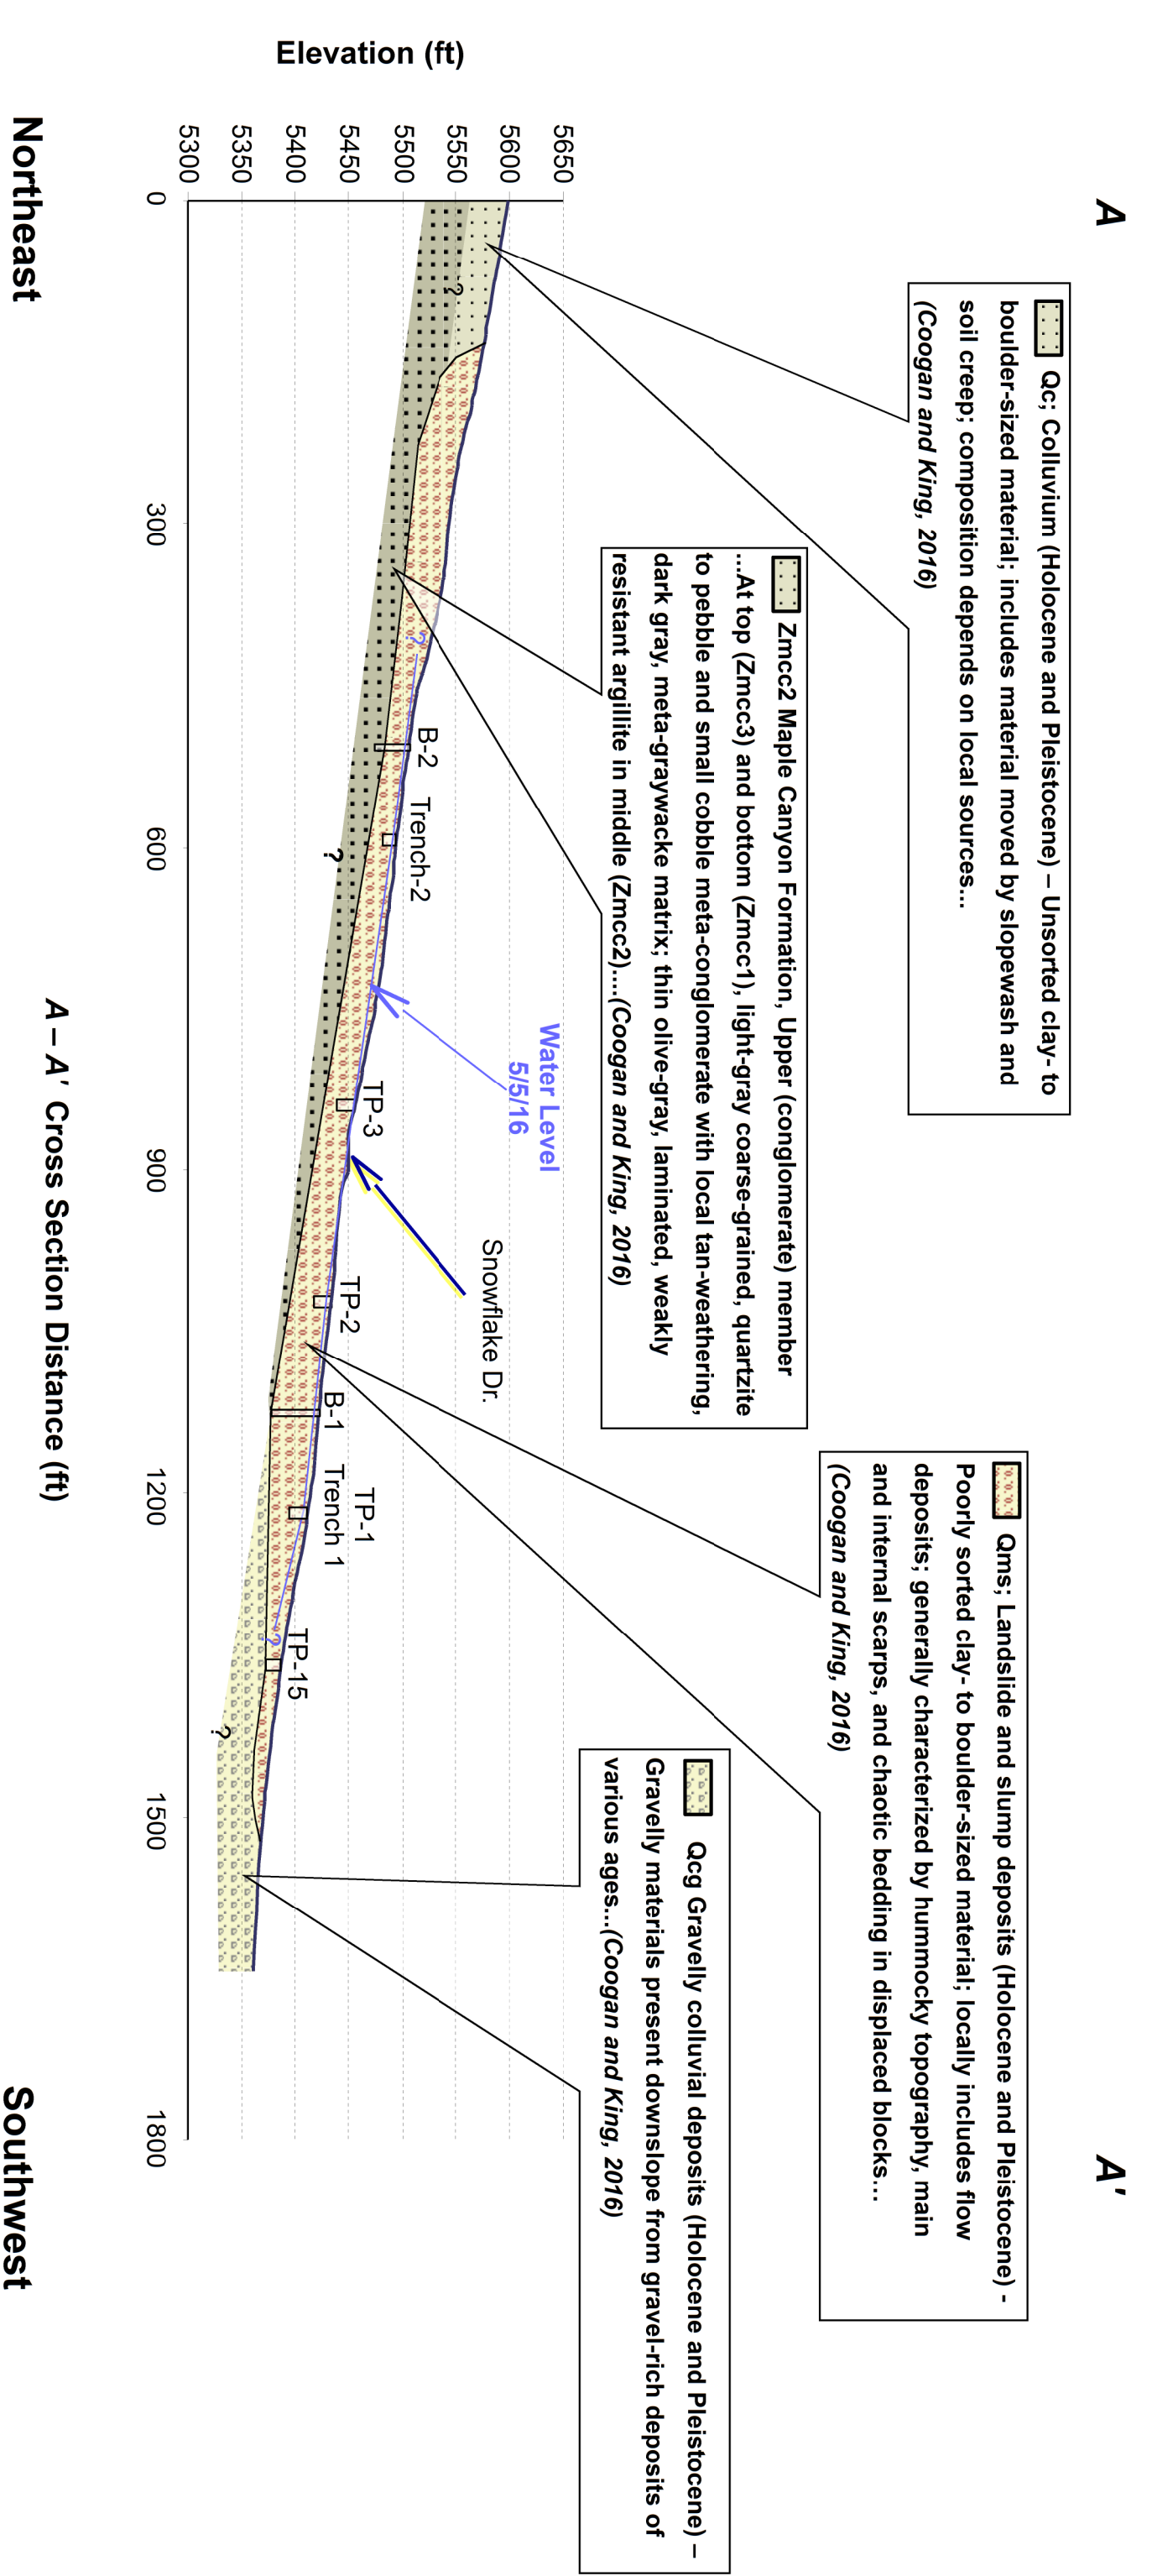 A
A'
Qc; Colluvium (Holocene and Pleistocene) – Unsorted clay- to
boulder-sized material; includes material moved by slopewash and
soil creep; composition depends on local sources...
(Coogan and King, 2016)
Zmcc2 Maple Canyon Formation, Upper (conglomerate) member
...At top (Zmcc3) and bottom (Zmcc1), light-gray coarse-grained, quartzite
to pebble and small cobble meta-conglomerate with local tan-weathering,
dark gray, meta-graywacke matrix; thin olive-gray, laminated, weakly
resistant argillite in middle (Zmcc2)....(Coogan and King, 2016)
Qms; Landslide and slump deposits (Holocene and Pleistocene) -
Poorly sorted clay- to boulder-sized material; locally includes flow
deposits; generally characterized by hummocky topography, main
and internal scarps, and chaotic bedding in displaced blocks…
(Coogan and King, 2016)
Qcg Gravelly colluvial deposits (Holocene and Pleistocene) –
Gravelly materials present downslope from gravel-rich deposits of
various ages...(Coogan and King, 2016)
Elevation (ft)
5650
5600
5550
5500
5450
5400
5350
5300
Water Level
5/5/16
Snowflake Dr.
?
?
B-2
Trench-2
?
TP-3
TP-2
B-1
TP-1
Trench 1
?
TP-15
?
0
300
600
900
1200
1500
1800
A – A' Cross Section Distance (ft)
Northeast
Southwest